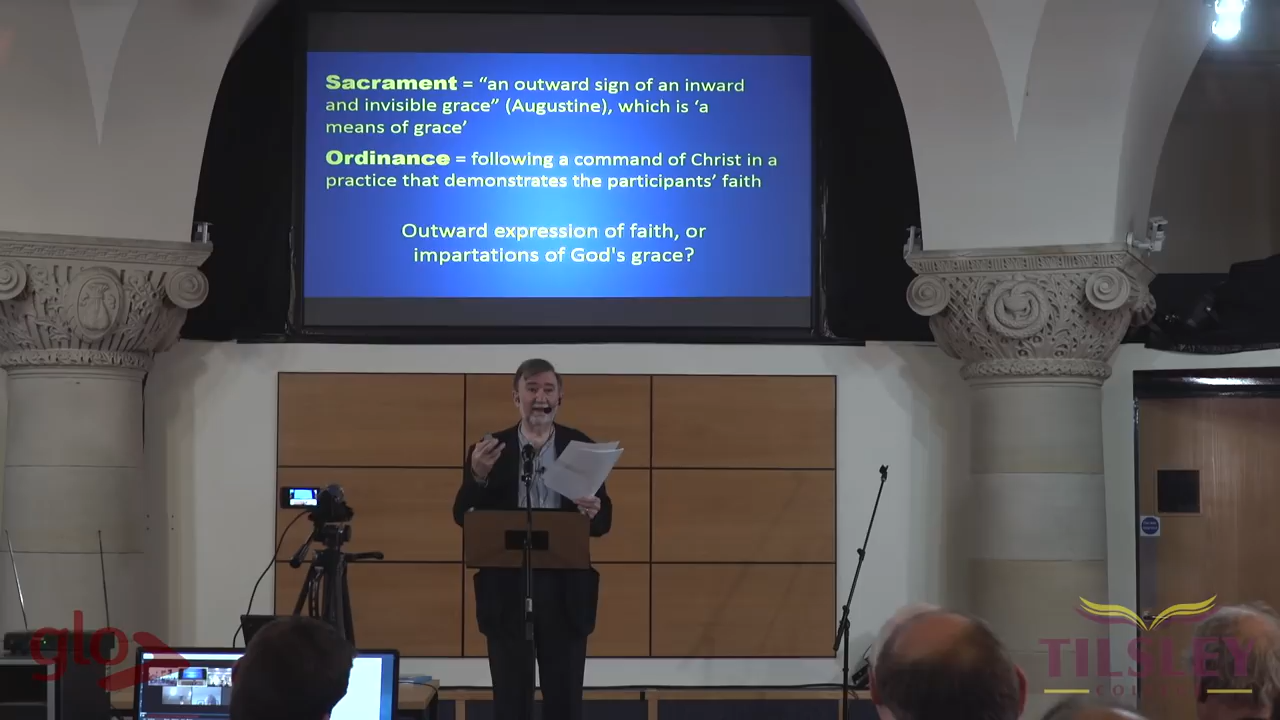 Sacrament = “an outward sign of an inward
and invisible grace” (Augustine), which is ‘a
means of grace’
Ordinance = following a command of Christ in a
practice that demonstrates the participants’ faith
Outward expression of faith, or
impartations of God's grace?
glo
TILSLEY
COLLEGE